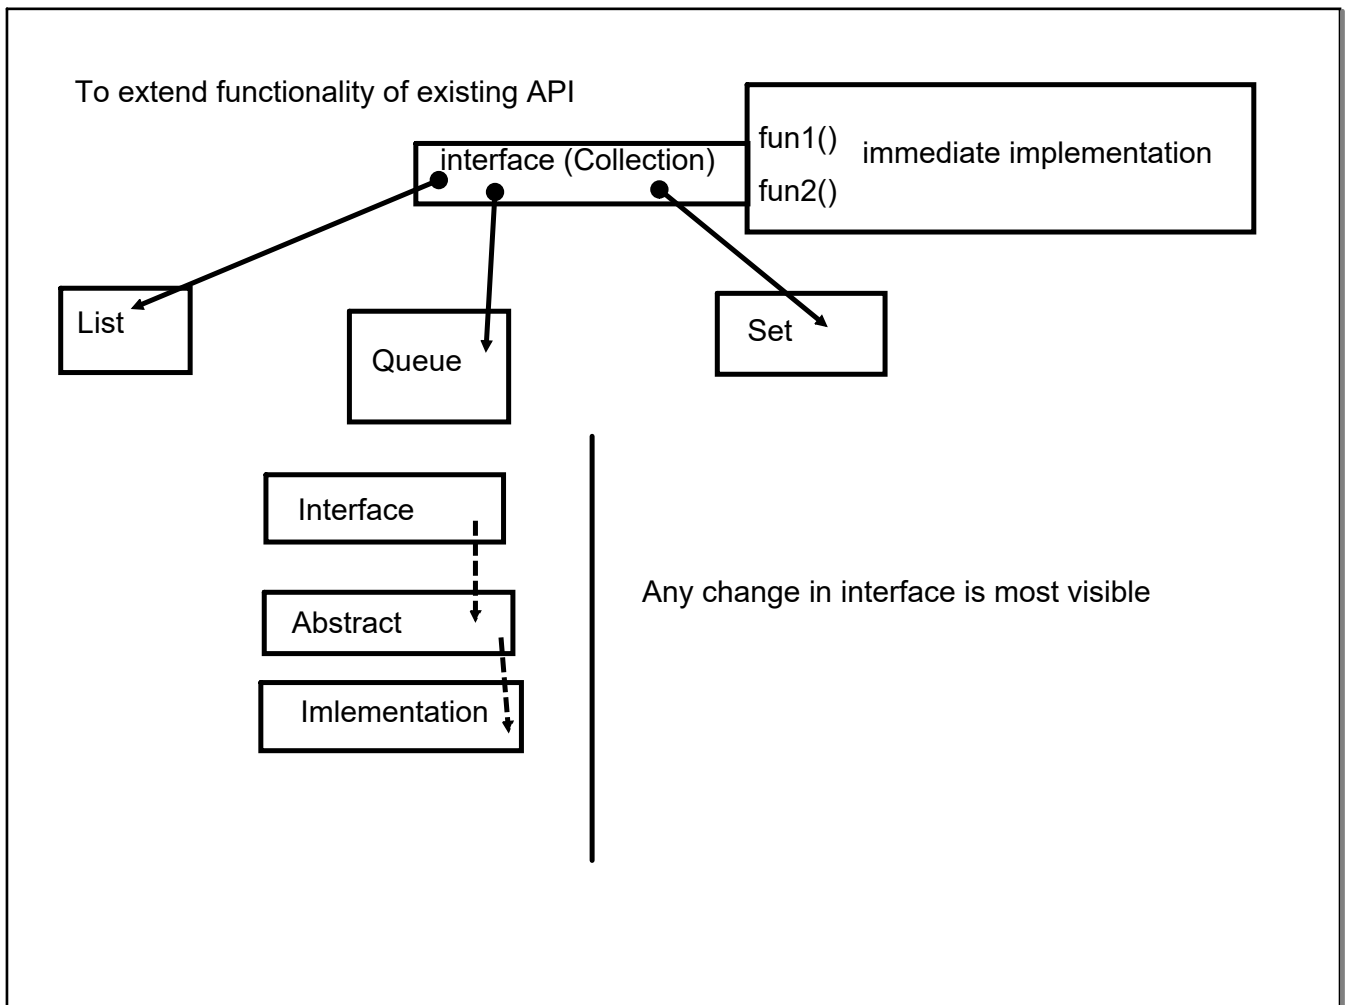 To extend functionality of existing API
fun1()
immediate implementation
interface (Collection)
fun2()
List
Queue
Set
Interface
Any change in interface is most visible
Abstract
Imlementation